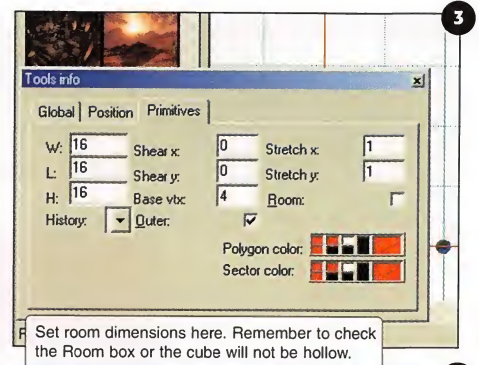 3
Tools info
Global Position Primitives
W: 16 Shear x: 0 Stretch x: 1
L: 16 Shear y: 0 Stretch y: 1
H: 16 Base vtx: 4 Room:
History: Outer:
Polygon color:
Sector color:
Set room dimensions here. Remember to check
the Room box or the cube will not be hollow.